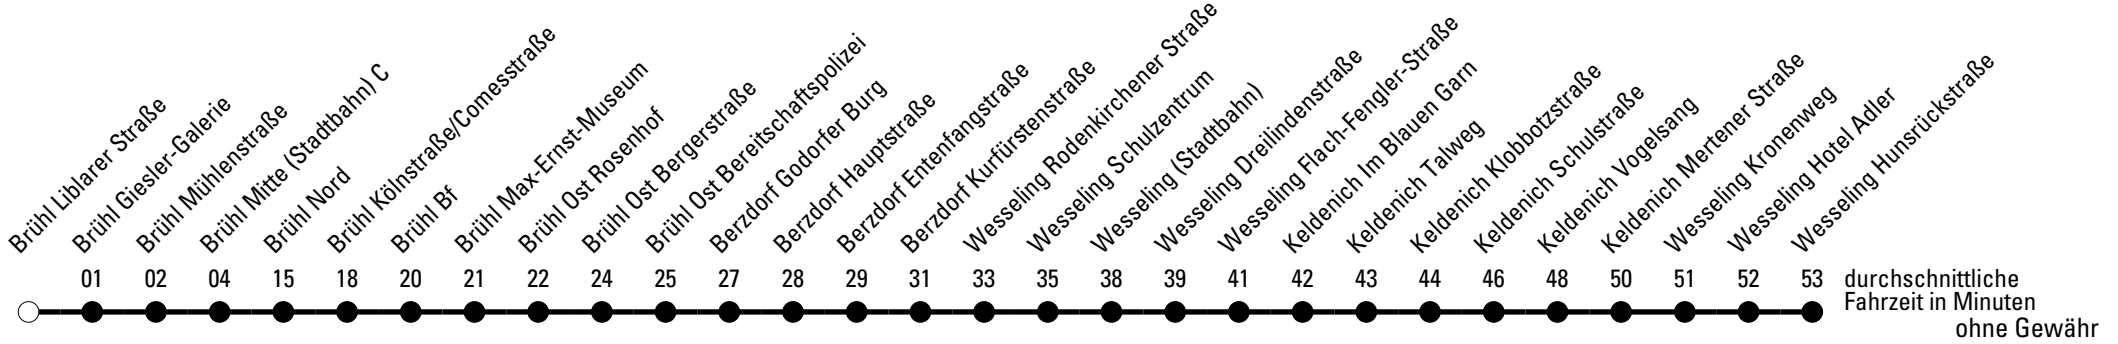 Brühl Liblarer Straße
Brühl Giesler-Galerie
Brühl Mühlenstraße
Brühl Mitte (Stadtbahn) C
Brühl Nord
Brühl Kölnstraße/Comesstraße
Brühl Bf
Brühl Max-Ernst-Museum
Brühl Ost Rosenhof
Brühl Ost Bergerstraße
Brühl Ost Bereitschaftspolizei
Berzdorf Godorfer Burg
Berzdorf Hauptstraße
Berzdorf Entenfangstraße
Berzdorf Kurfürstenstraße
Wesseling Rodenkirchener Straße
Wesseling Schulzentrum
Wesseling (Stadtbahn)
Wesseling Dreilindenstraße
Wesseling Flach-Fengler-Straße
Keldenich Im Blauen Garn
Keldenich Talweg
Keldenich Klobbotzstraße
Keldenich Schulstraße
Keldenich Vogelsang
Keldenich Mertener Straße
Wesseling Kronenweg
Wesseling Hotel Adler
Wesseling Hunsrückstraße
01 02 04 15 18 20 21 22 24 25 27 28 29 31 33 35 38 39 41 42 43 44 46 48 50 51 52 53 durchschnittliche
Fahrzeit in Minuten
ohne Gewähr